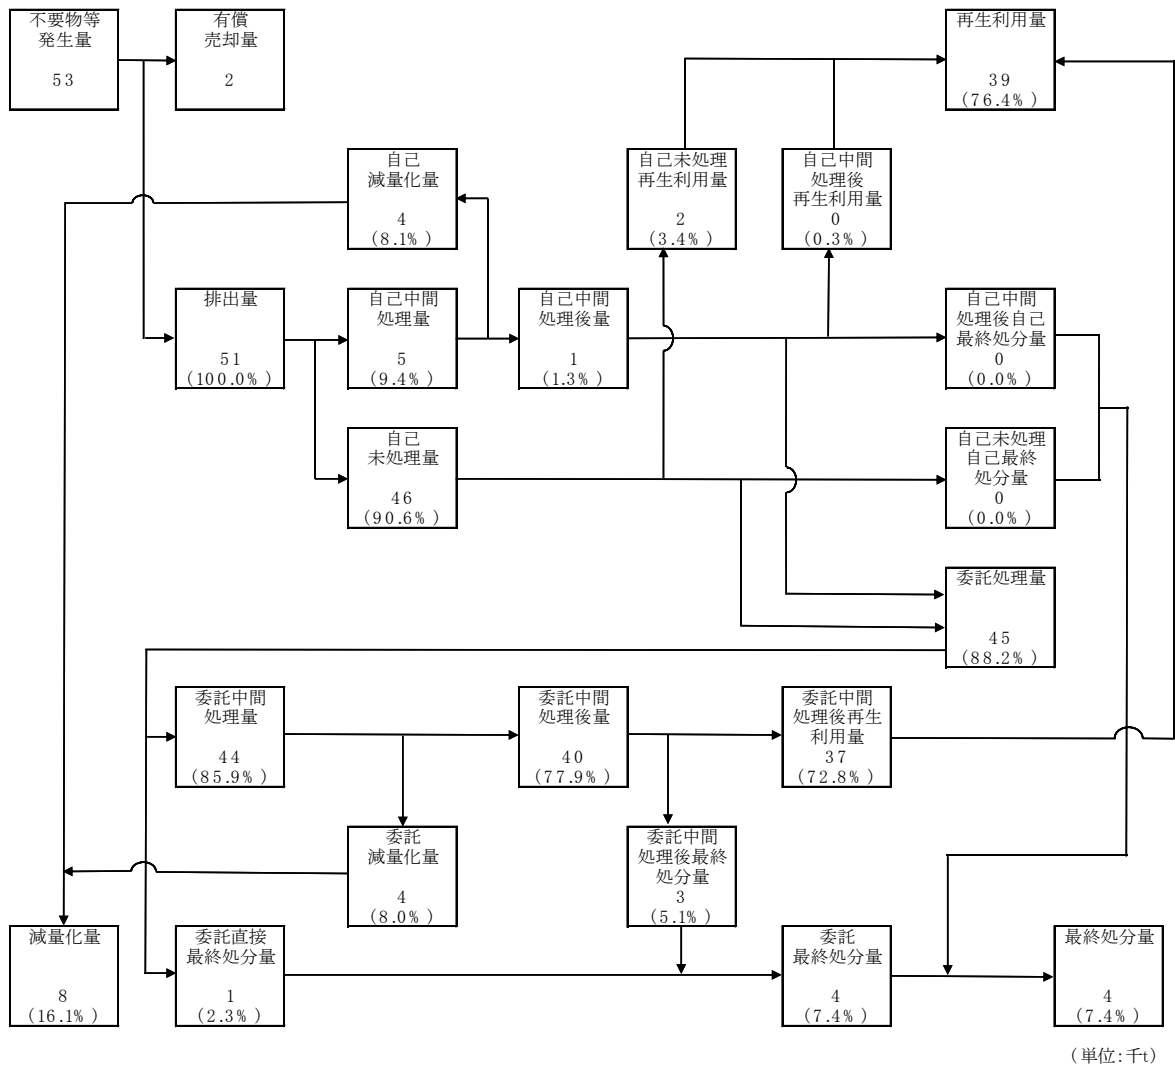 不要物等
発生量
53
有償
売却量
2
再生利用量
39
(76.4%)
自己
減量化量
4
(8.1%)
自己未処理
再生利用量
2
(3.4%)
自己中間
処理後
再生利用量
0
(0.3%)
排出量
51
(100.0%)
自己中間
処理量
5
(9.4%)
自己中間
処理後量
1
(1.3%)
自己中間
処理後自己
最終処分量
0
(0.0%)
自己
未処理量
46
(90.6%)
自己未処理
自己最終
処分量
0
(0.0%)
委託処理量
45
(88.2%)
委託中間
処理量
44
(85.9%)
委託中間
処理後量
40
(77.9%)
委託中間
処理後再生
利用量
37
(72.8%)
委託
減量化量
4
(8.0%)
委託中間
処理後最終
処分量
3
(5.1%)
減量化量
8
(16.1%)
委託直接
最終処分量
1
(2.3%)
委託
最終処分量
4
(7.4%)
最終処分量
4
(7.4%)
(単位:千t)